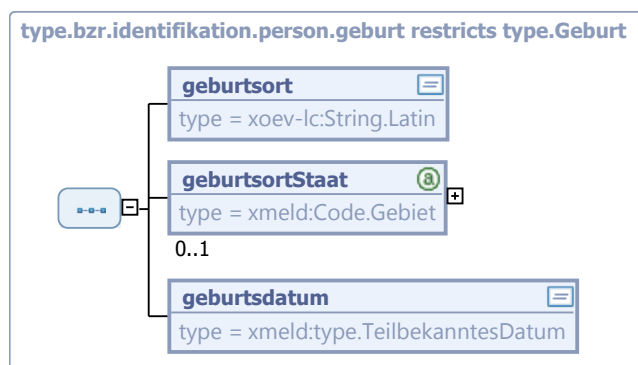 type.bzr.identifikation.person.geburt restricts type.Geburt
geburtsort
type = xoev-lc:String.Latin
geburtsortStaat
type = xmeld:Code.Gebiet
0..1
geburtsdatum
type = xmeld:type.TeilbekanntesDatum